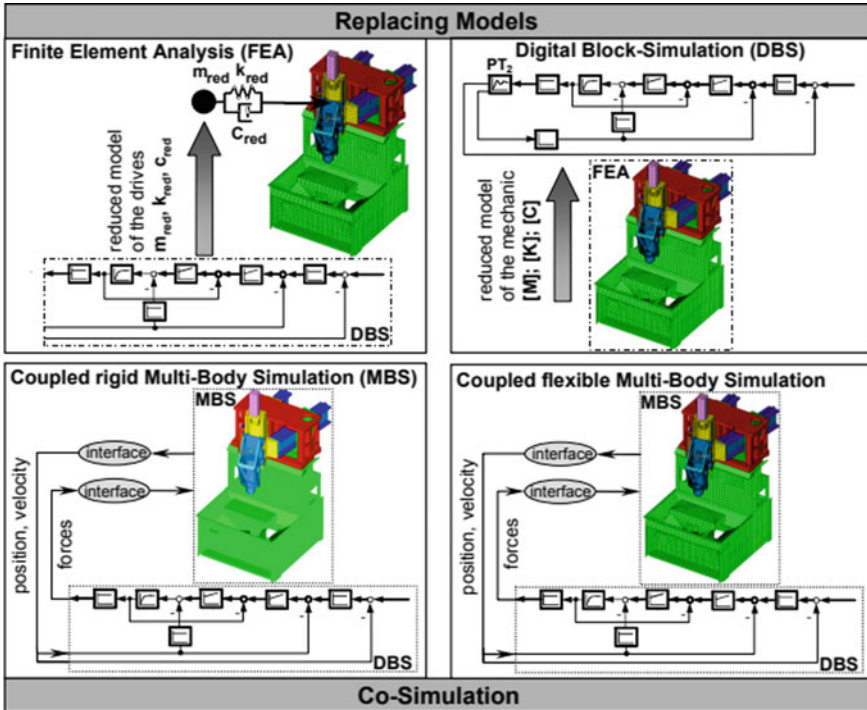 Replacing Models
Finite Element Analysis (FEA)
m_red k_red
C_red
reduced model
of the drives
m_red, k_red, c_red
DBS
Digital Block-Simulation (DBS)
PT₂
FEA
reduced model
of the mechanic
[M]; [K]; [C]
Coupled rigid Multi-Body Simulation (MBS)
MBS
interface
interface
position, velocity
forces
DBS
Coupled flexible Multi-Body Simulation
MBS
interface
interface
position, velocity
forces
DBS
Co-Simulation